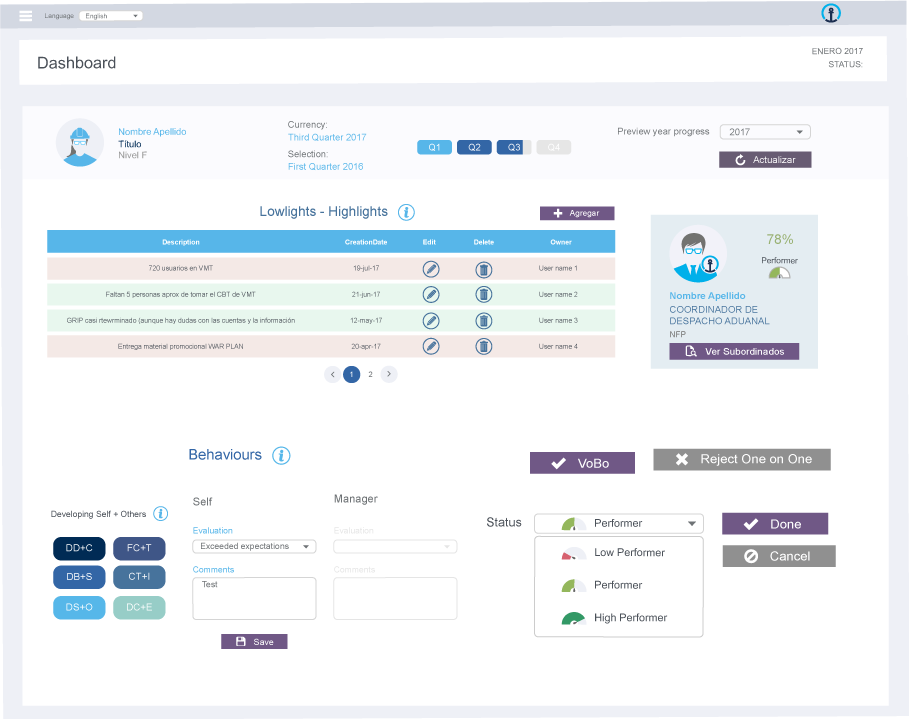 Language English
ENERO 2017
Dashboard
STATUS:
Nombre Apellido
Título
Nivel F
Currency:
Third Quarter 2017
Selection:
First Quarter 2016
Q1 Q2 Q3 Q4
Preview year progress 2017
Actualizar
Lowlights - Highlights
Agregar
Description CreationDate Edit Delete Owner
720 usuarios en VMT 19-jul-17 User name 1
Faltan 5 personas aprox de tomar el CBT de VMT 21-jun-17 User name 2
GRIP casi rtewrminado (aunque hay dudas con las cuentas y la información 12-may-17 User name 3
Entrega material promocional WAR PLAN 20-apr-17 User name 4
< 1 2 >
78%
Performer
Nombre Apellido
COORDINADOR DE
DESPACHO ADUANAL
NFP
Ver Subordinados
Behaviours
VoBo
Reject One on One
Developing Self + Others
DD+C FC+T
DB+S CT+I
DS+O DC+E
Self
Evaluation
Exceeded expectations
Comments
Test
Save
Manager
Evaluation
Comments
Status Performer
Low Performer
Performer
High Performer
Done
Cancel